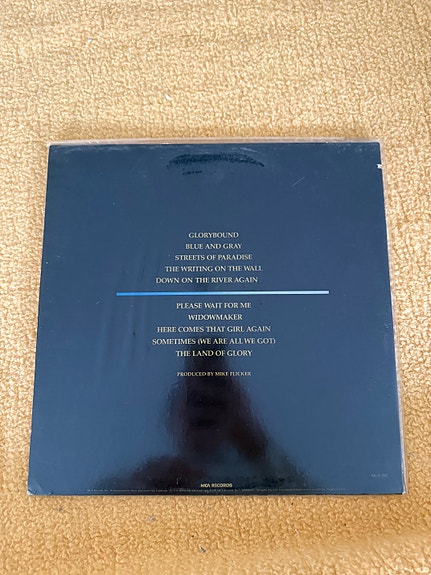 GLORYBOUND
BLUE AND GRAY
STREETS OF PARADISE
THE WRITING ON THE WALL
DOWN ON THE RIVER AGAIN
PLEASE WAIT FOR ME
WIDOWMAKER
HERE COMES THAT GIRL AGAIN
SOMETIMES (WE ARE ALL WE GOT)
THE LAND OF GLORY
PRODUCED BY MIKE FLICKER
MCA RECORDS